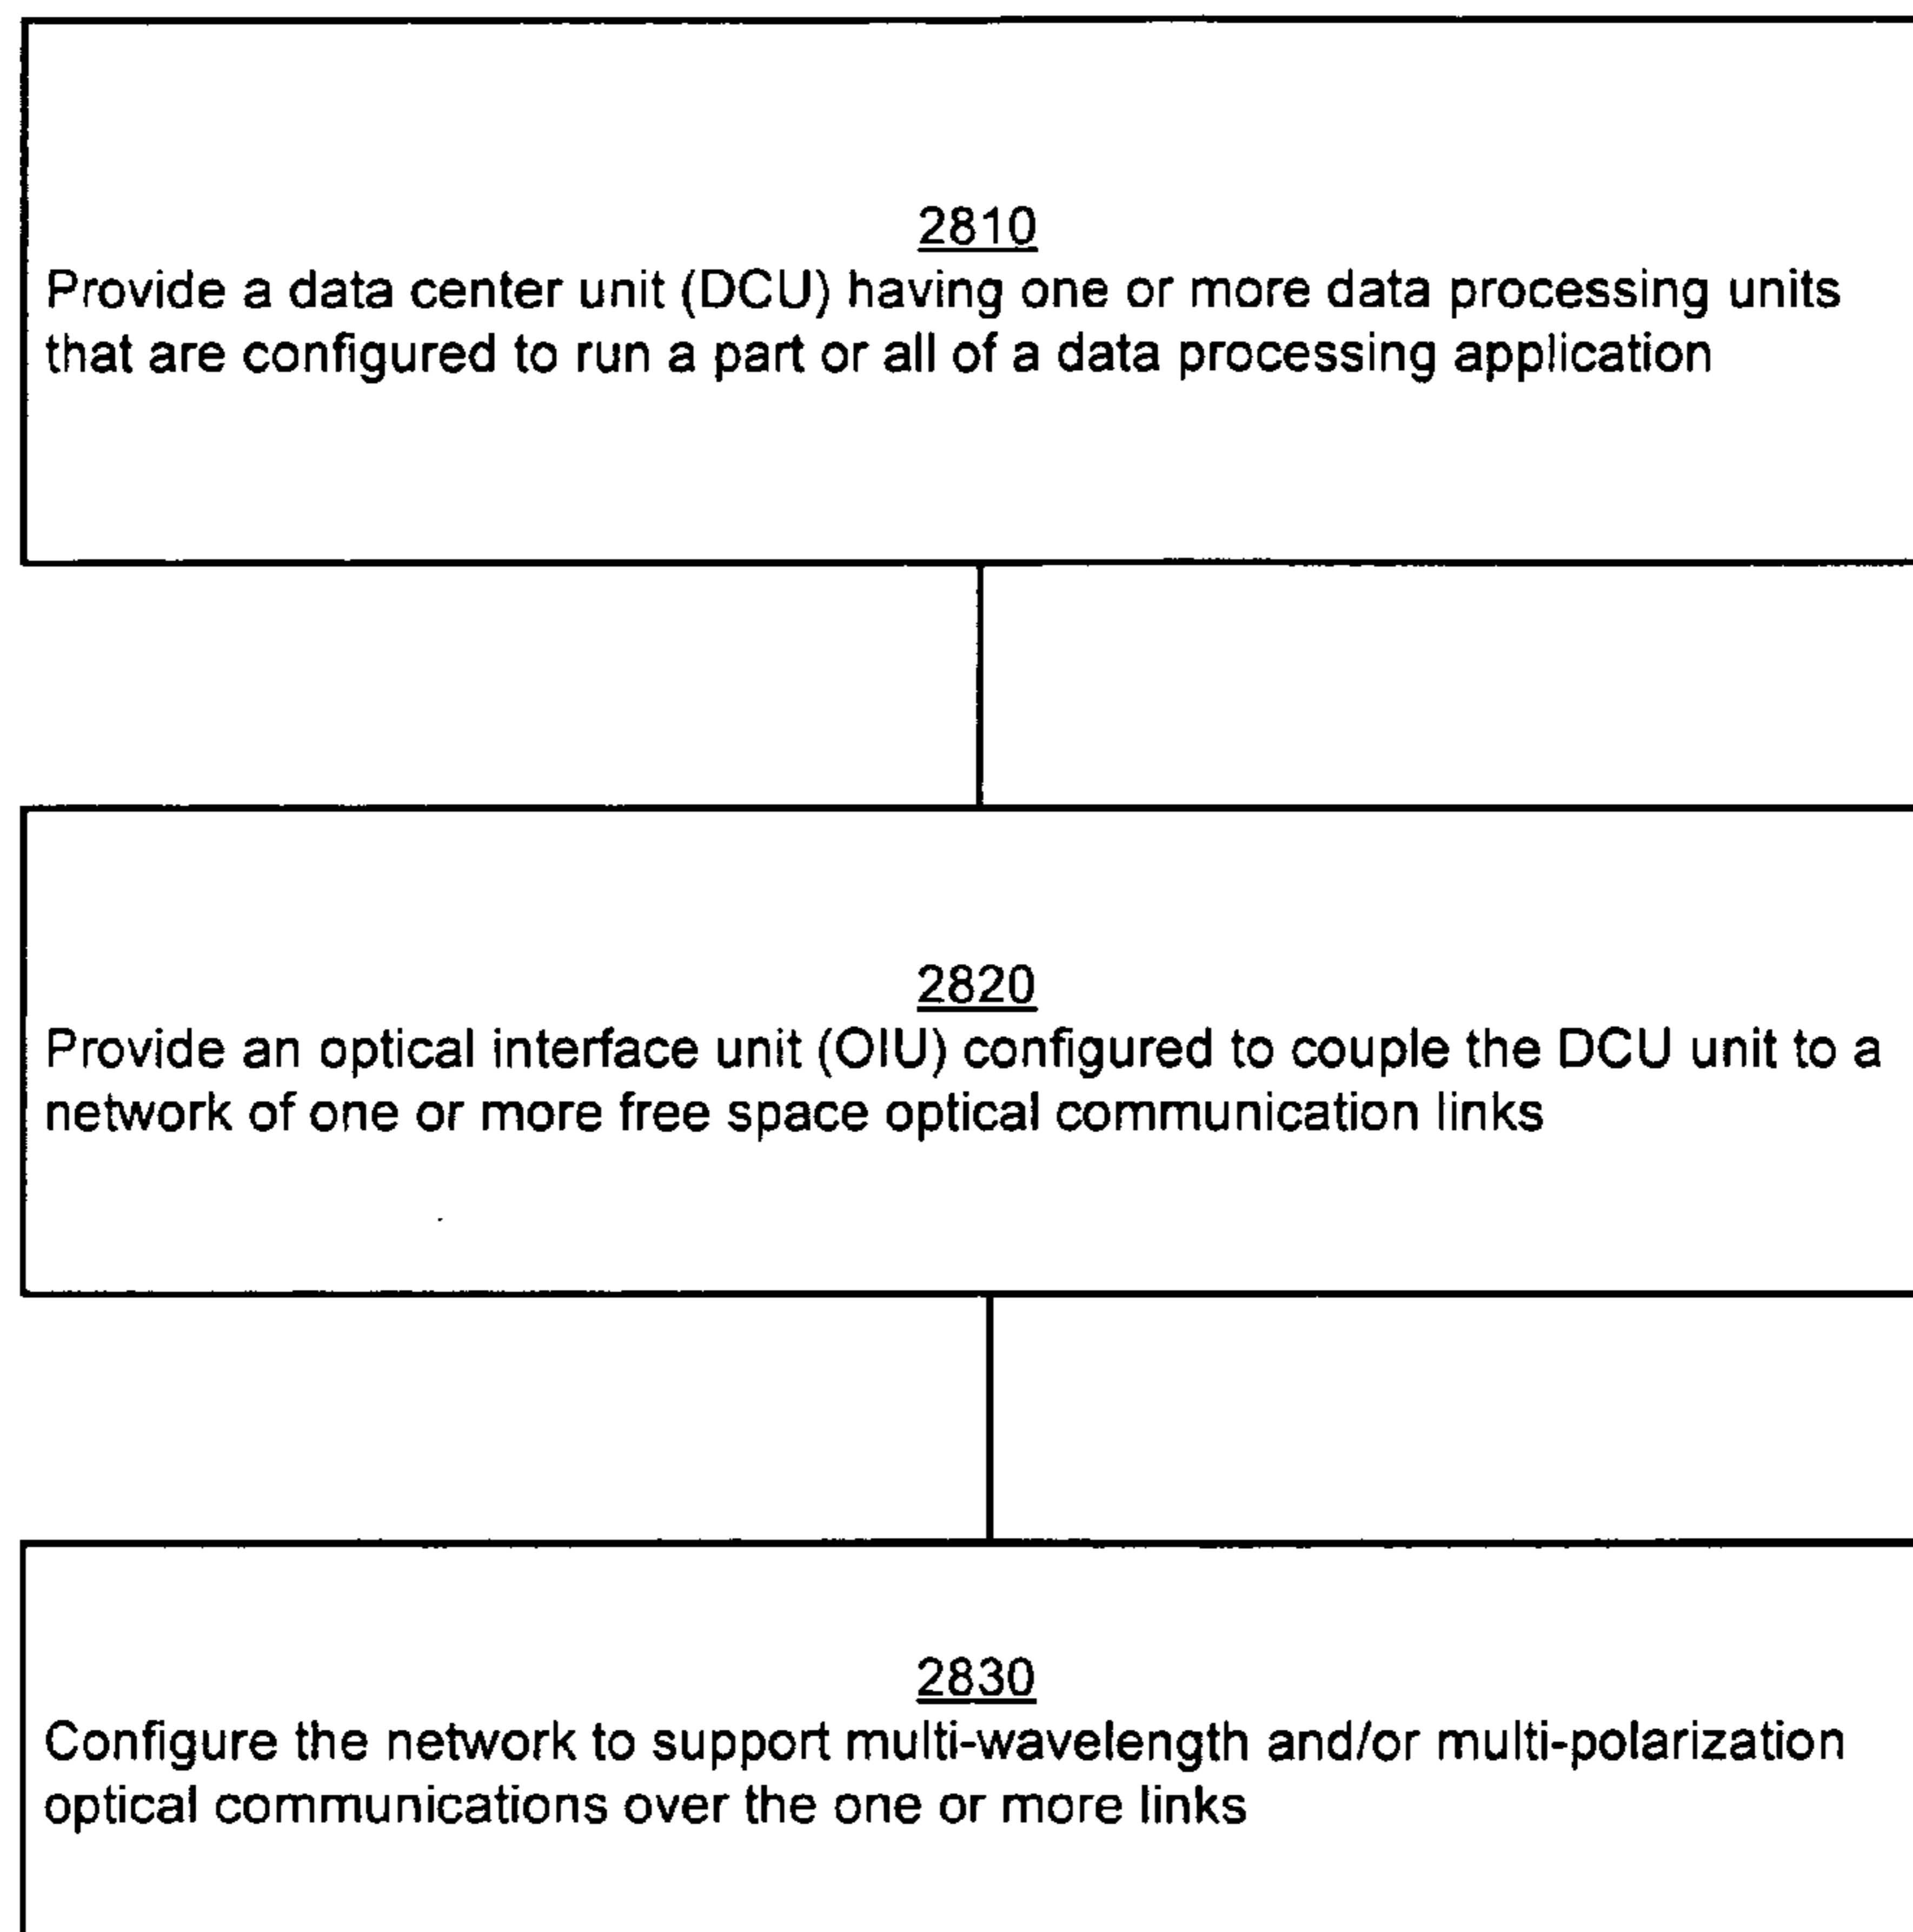 2810
Provide a data center unit (DCU) having one or more data processing units
that are configured to run a part or all of a data processing application
2820
Provide an optical interface unit (OIU) configured to couple the DCU unit to a
network of one or more free space optical communication links
2830
Configure the network to support multi-wavelength and/or multi-polarization
optical communications over the one or more links